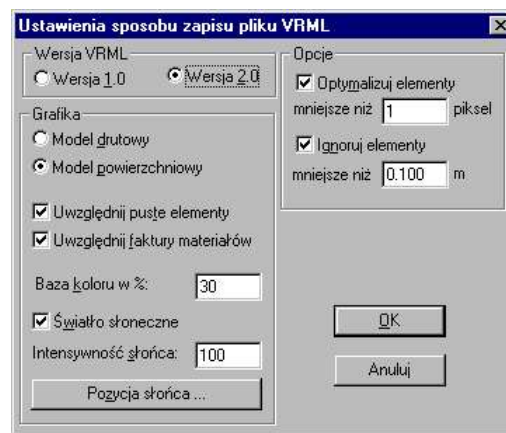 Ustawienia sposobu zapisu pliku VRML
Wersja VRML
Wersja 1.0
Wersja 2.0
Grafika
Model drutowy
Model powierzchniowy
Uwzględnij puste elementy
Uwzględnij faktury materiałów
Baza koloru w %: 30
Światło słoneczne
Intensywność słońca: 100
Pozycja słońca ...
Opcje
Optymalizuj elementy
mniejsze niż 1 piksel
Ignoruj elementy
mniejsze niż 0.100 m
OK
Anuluj